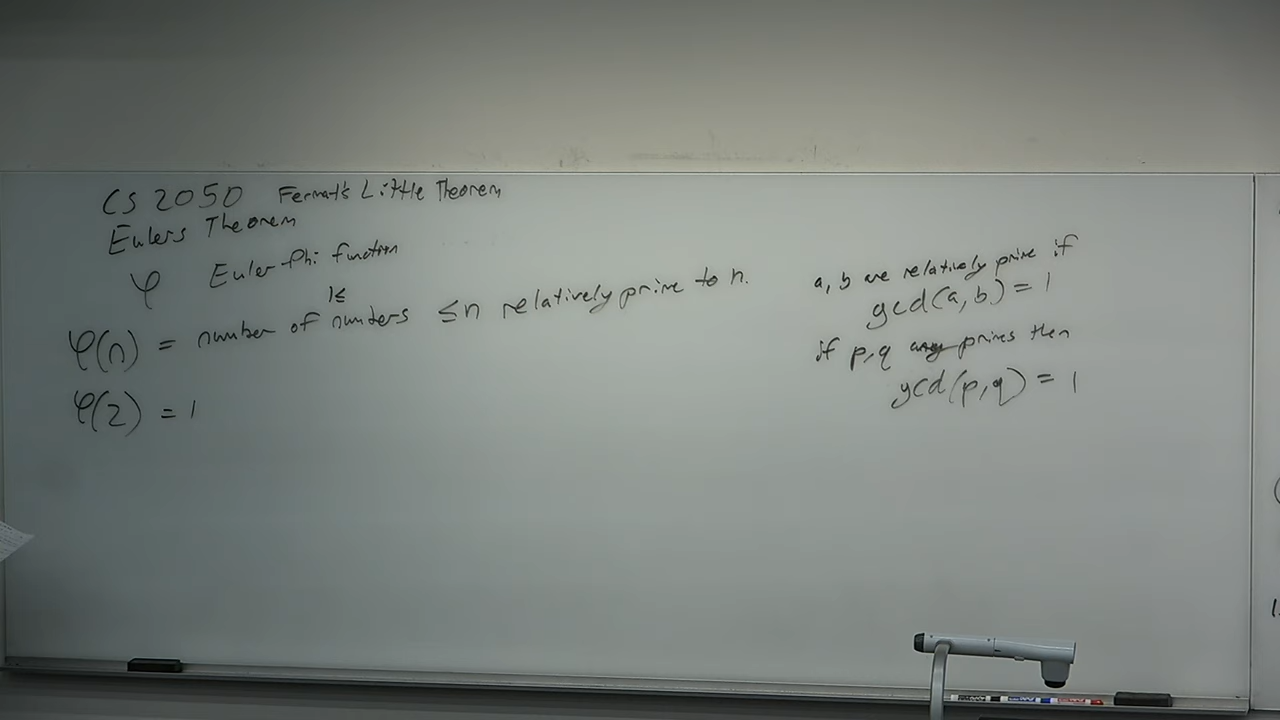 CS 2050 Fermat's Little Theorem
Eulers Theorem
φ Euler Phi function
1≤
φ(n) = number of numbers ≤n relatively prime to n.
φ(2) = 1
a, b are relatively prime if
gcd(a, b) = 1
if p, q primes then
gcd(p, q) = 1